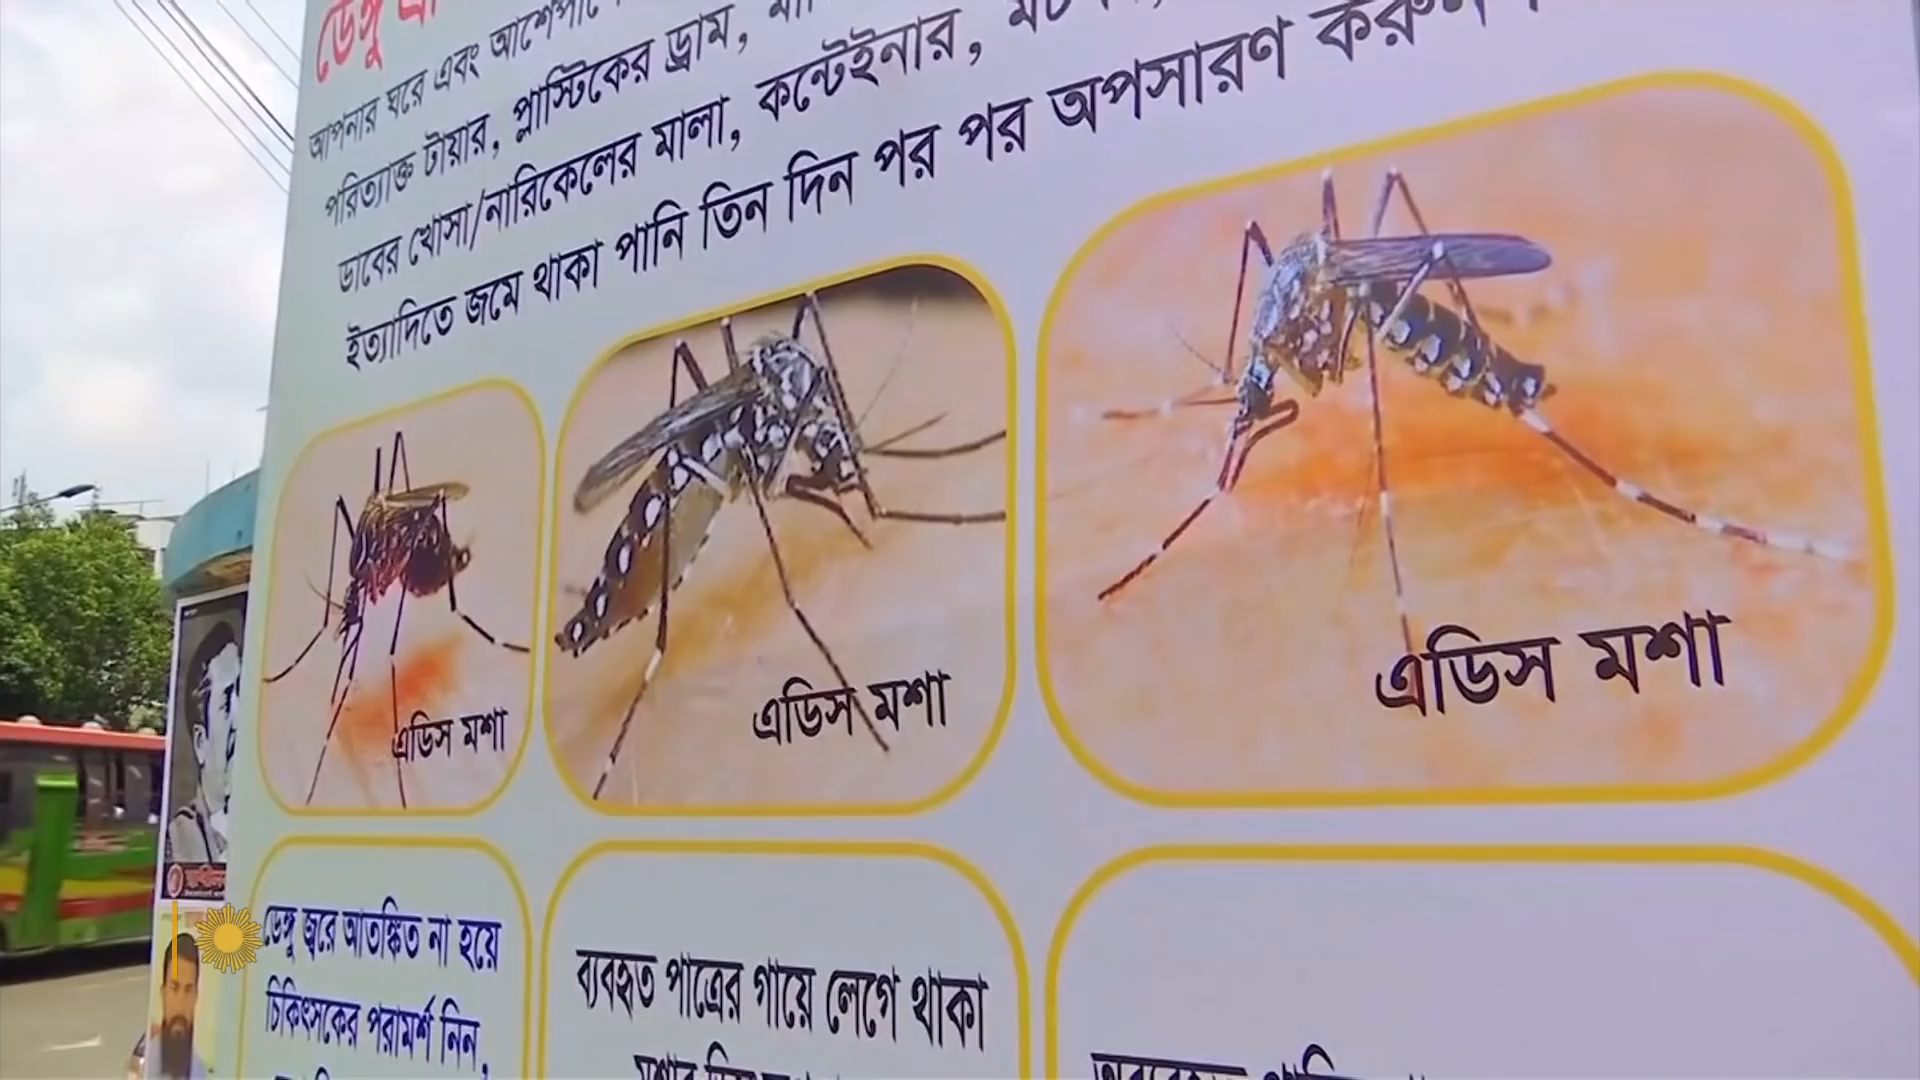 ডেঙ্গু
আপনার ঘরে এবং আশেপাশে
পরিত্যাক্ত টায়ার, প্লাস্টিকের ড্রাম,
ডাবের খোসা/নারিকেলের মালা, কন্টেইনার,
ইত্যাদিতে জমে থাকা পানি তিন দিন পর পর অপসারণ করুন
এডিস মশা
এডিস মশা
এডিস মশা
ডেঙ্গু জ্বরে আতঙ্কিত না হয়ে
চিকিৎসকের পরামর্শ নিন,
ব্যবহৃত পাত্রের গায়ে লেগে থাকা
মশার